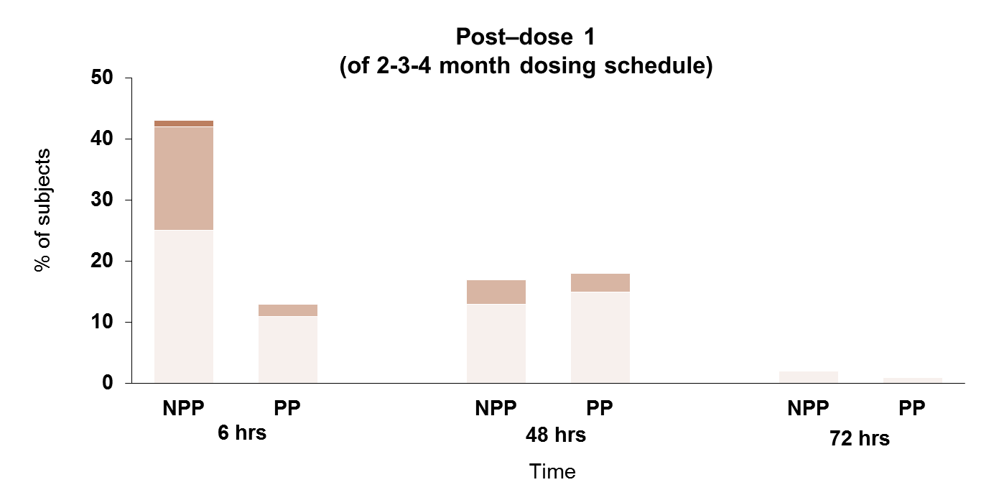 Post–dose 1
(of 2-3-4 month dosing schedule)
50
40
30
20
10
0
% of subjects
NPP PP NPP PP NPP PP
6 hrs 48 hrs 72 hrs
Time